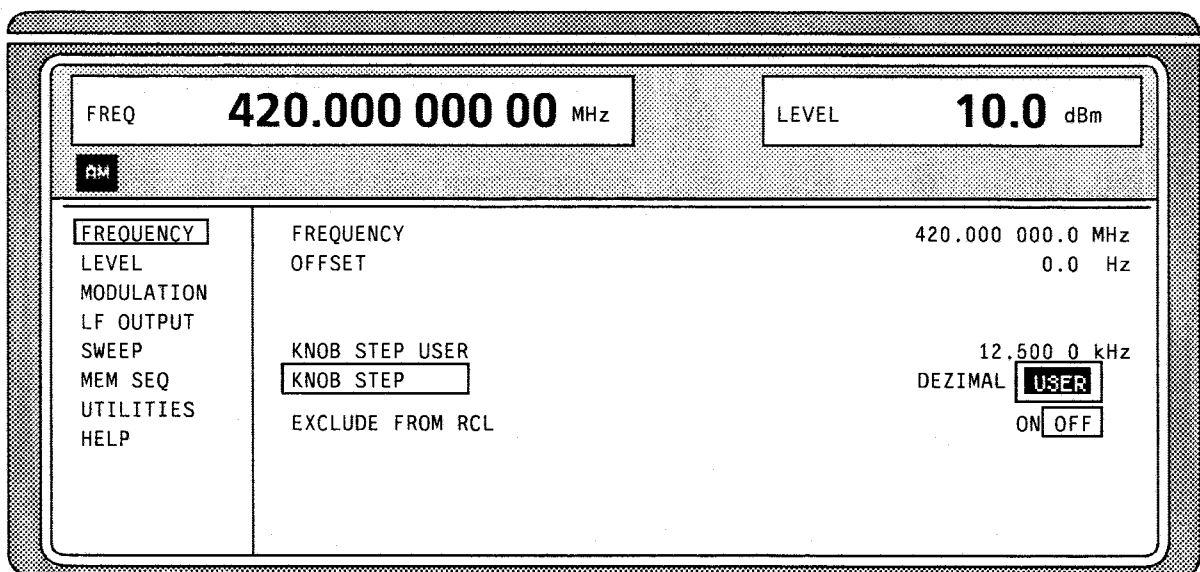 FREQ 420.000 000 00 MHz LEVEL 10.0 dBm
AM
FREQUENCY FREQUENCY 420.000 000.0 MHz
LEVEL OFFSET 0.0 Hz
MODULATION
LF OUTPUT
SWEEP KNOB STEP USER 12.500 0 kHz
MEM SEQ KNOB STEP DEZIMAL USER
UTILITIES EXCLUDE FROM RCL ON OFF
HELP